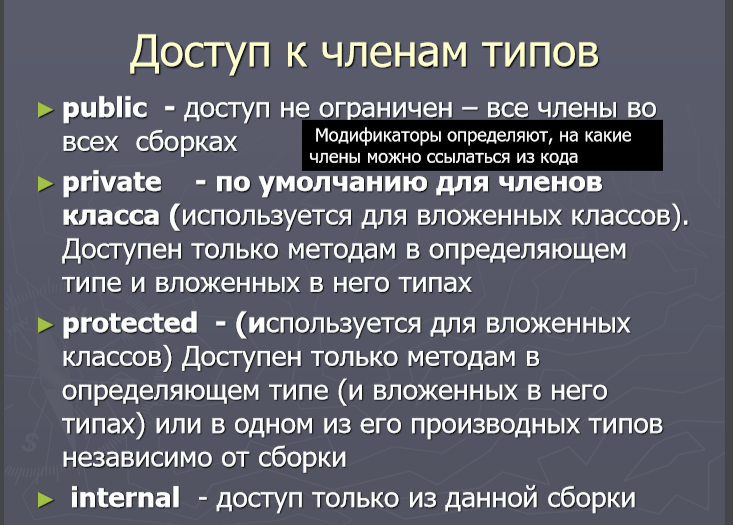 Доступ к членам типов
► public - доступ не ограничен – все члены во
всех сборках
Модификаторы определяют, на какие
члены можно ссылаться из кода
► private - по умолчанию для членов
класса (используется для вложенных классов).
Доступен только методам в определяющем
типе и вложенных в него типах
► protected - (используется для вложенных
классов) Доступен только методам в
определяющем типе (и вложенных в него
типах) или в одном из его производных типов
независимо от сборки
► internal - доступ только из данной сборки